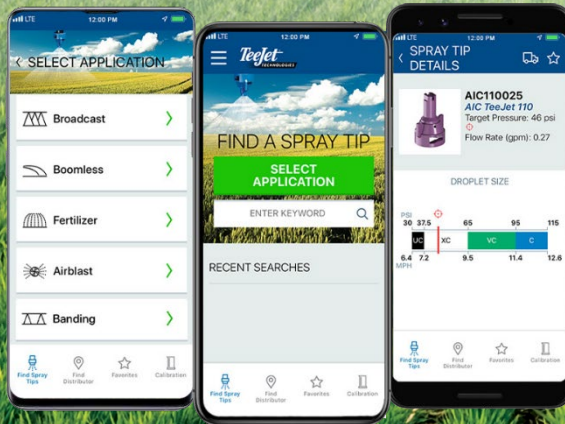 LTE 12:00 PM
SELECT APPLICATION
Broadcast
Boomless
Fertilizer
Airblast
Banding
Find Spray
Tips
Find
Distributor
Favorites
Calibration
LTE 12:00 PM
TeeJet
TECHNOLOGIES
FIND A SPRAY TIP
SELECT
APPLICATION
ENTER KEYWORD
RECENT SEARCHES
Find Spray
Tips
Find
Distributor
Favorites
Calibration
LTE 12:00 PM
SPRAY TIP
DETAILS
AIC110025
AIC TeeJet 110
Target Pressure: 46 psi
Flow Rate (gpm): 0.27
DROPLET SIZE
PSI
30 37.5 65 95 115
UC XC VC C
6.4 7.2 9.5 11.4 12.6
MPH
Find Spray
Tips
Find
Distributor
Favorites
Calibration